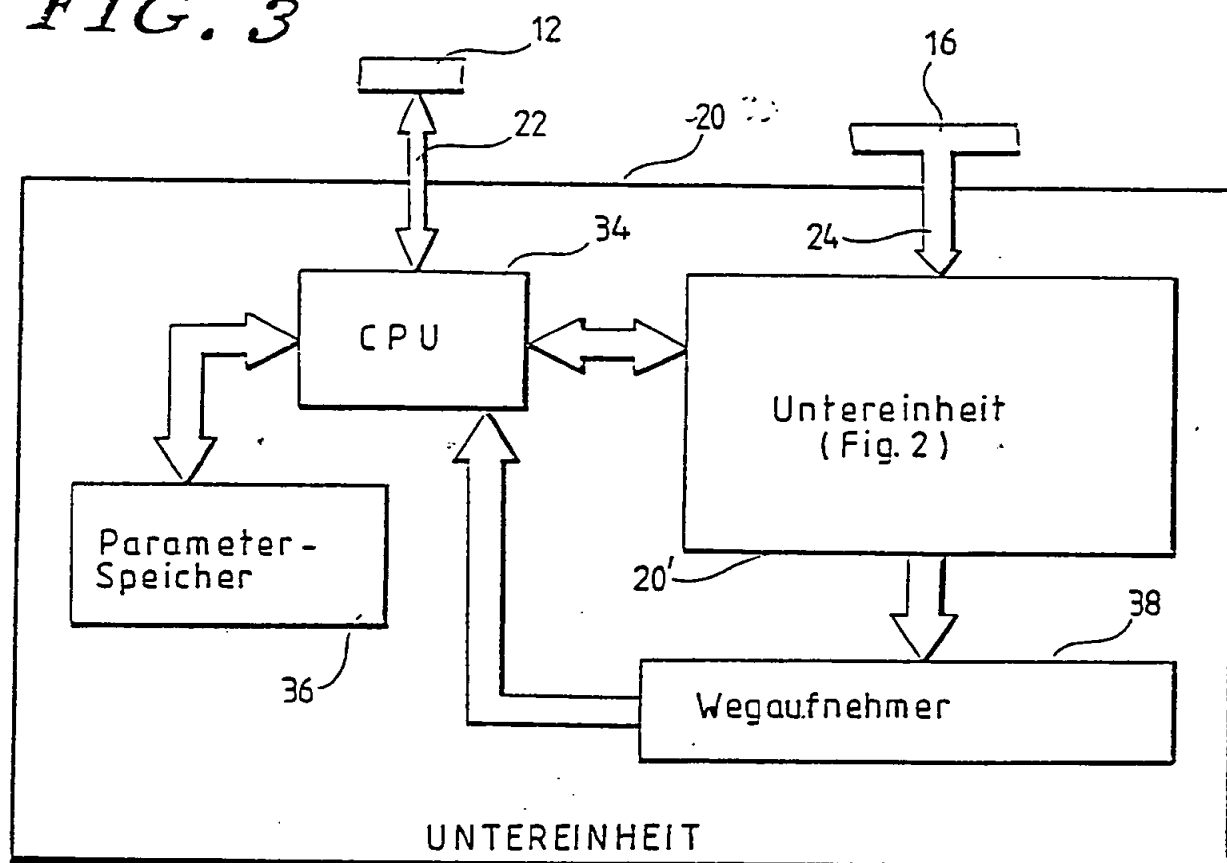 FIG. 3
12
16
22
20
24
34
CPU
Untereinheit
(Fig. 2)
Parameter-
Speicher
20'
38
36
Wegaufnehmer
UNTEREINHEIT